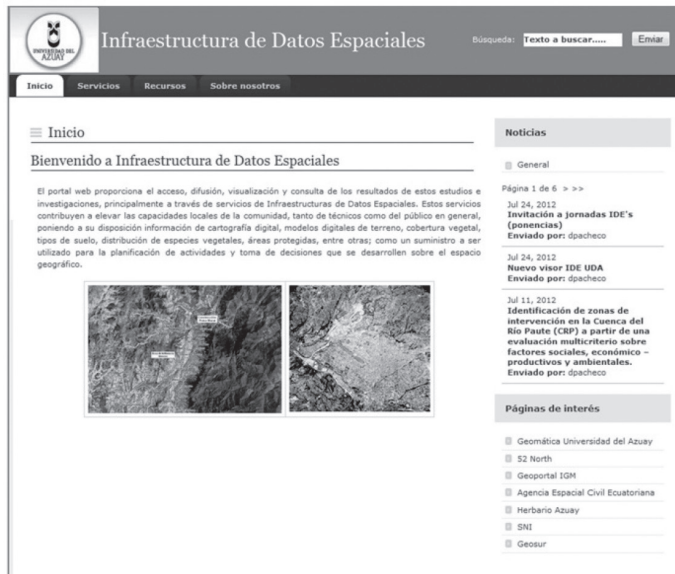 UNIVERSIDAD DEL
AZUAY
Infraestructura de Datos Espaciales
Búsqueda:
Texto a buscar.....
Enviar
Inicio
Servicios
Recursos
Sobre nosotros
Inicio
Bienvenido a Infraestructura de Datos Espaciales
El portal web proporciona el acceso, difusión, visualización y consulta de los resultados de estos estudios e
investigaciones, principalmente a través de servicios de Infraestructuras de Datos Espaciales. Estos servicios
contribuyen a elevar las capacidades locales de la comunidad, tanto de técnicos como del público en general,
poniendo a su disposición información de cartografía digital, modelos digitales de terreno, cobertura vegetal,
tipos de suelo, distribución de especies vegetales, áreas protegidas, entre otras; como un suministro a ser
utilizado para la planificación de actividades y toma de decisiones que se desarrollen sobre el espacio
geográfico.
Noticias
General
Página 1 de 6 > >>
Jul 24, 2012
Invitación a jornadas IDE's
(ponencias)
Enviado por: dpacheco
Jul 24, 2012
Nuevo visor IDE UDA
Enviado por: dpacheco
Jul 11, 2012
Identificación de zonas de
intervención en la Cuenca del
Río Paute (CRP) a partir de una
evaluación multicriterio sobre
factores sociales, económico –
productivos y ambientales.
Enviado por: dpacheco
Páginas de interés
Geomática Universidad del Azuay
52 North
Geoportal IGM
Agencia Espacial Civil Ecuatoriana
Herbario Azuay
SNI
Geosur